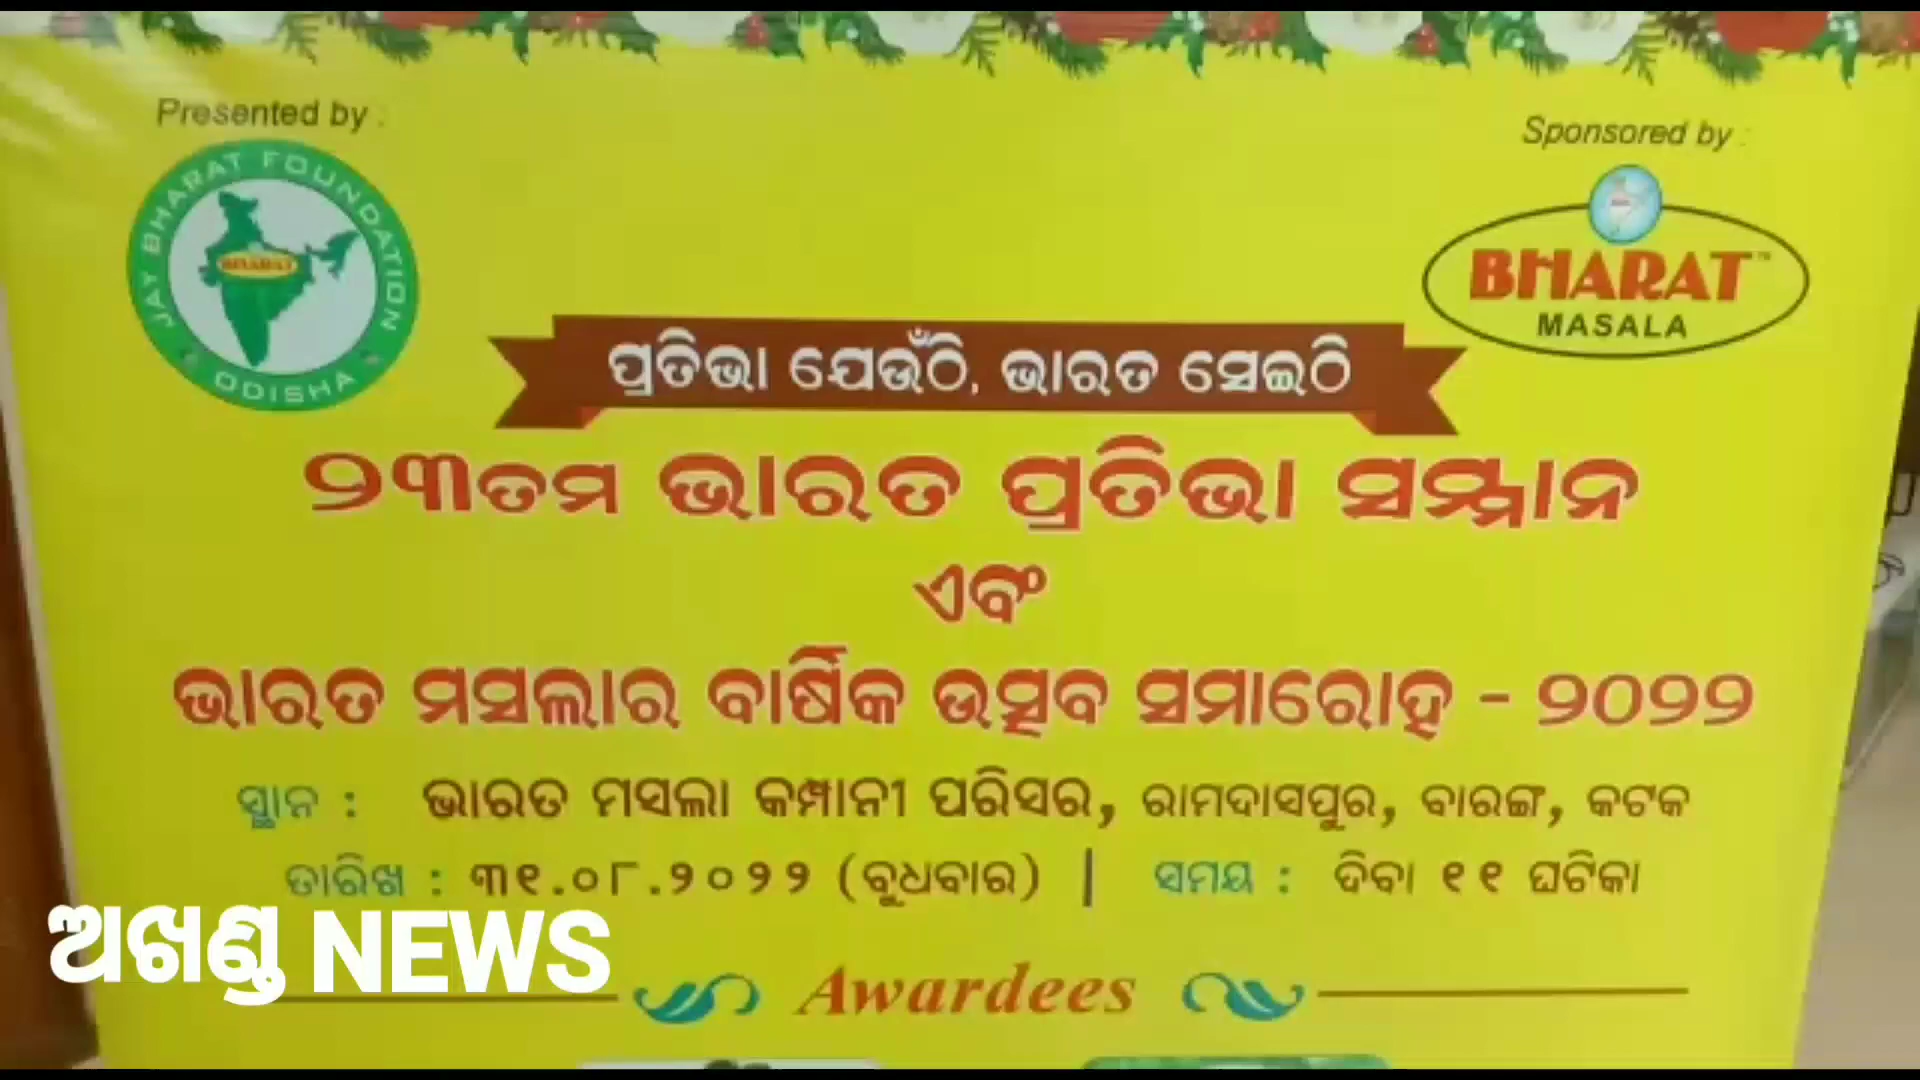 Presented by :
Sponsored by :
JAY BHARAT FOUNDATION
BHARAT
ODISHA
BHARAT™
MASALA
ପ୍ରତିଭା ଯେଉଁଠି, ଭାରତ ସେଇଠି
୨୩ତମ ଭାରତ ପ୍ରତିଭା ସମ୍ମାନ
ଏବଂ
ଭାରତ ମସଲାର ବାର୍ଷିକ ଉତ୍ସବ ସମାରୋହ - ୨୦୨୨
ସ୍ଥାନ : ଭାରତ ମସଲା କମ୍ପାନୀ ପରିସର, ରାମଦାସପୁର, ବାରଙ୍ଗ, କଟକ
ତାରିଖ : ୩୧.୦୮.୨୦୨୨ (ବୁଧବାର) | ସମୟ : ଦିବା ୧୧ ଘଟିକା
ଅଖଣ୍ଡ NEWS
Awardees